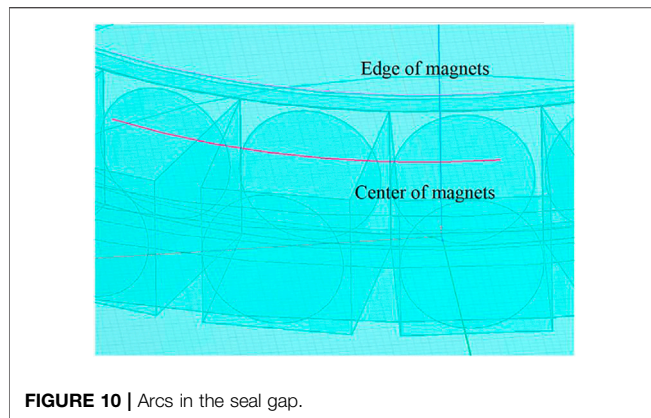 Edge of magnets
Center of magnets
FIGURE 10 | Arcs in the seal gap.